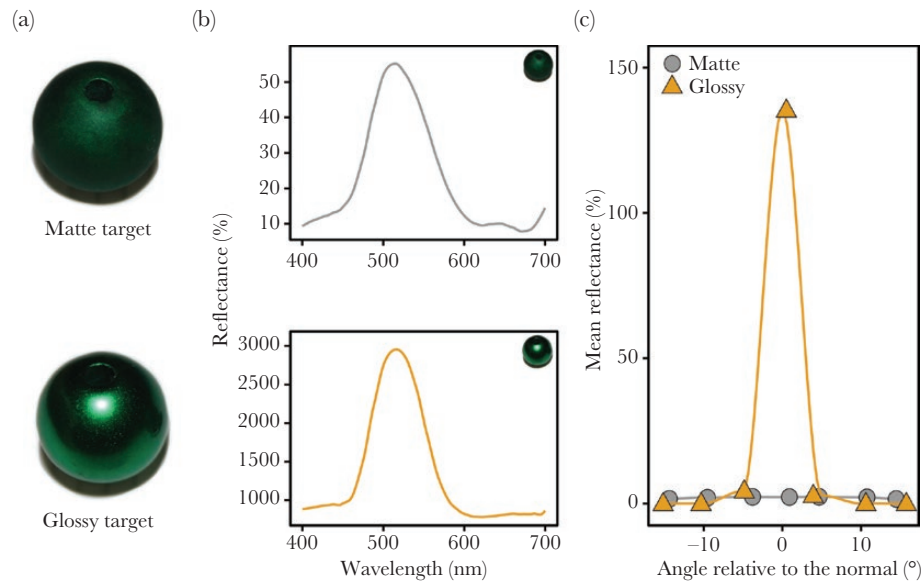 (a)
Matte target
Glossy target
(b)
Reflectance (%)
50
40
30
20
10
400
500
600
700
3000
2500
2000
1500
1000
400
500
600
700
Wavelength (nm)
(c)
Matte
Glossy
Mean reflectance (%)
150
100
50
0
–10
0
10
Angle relative to the normal (°)